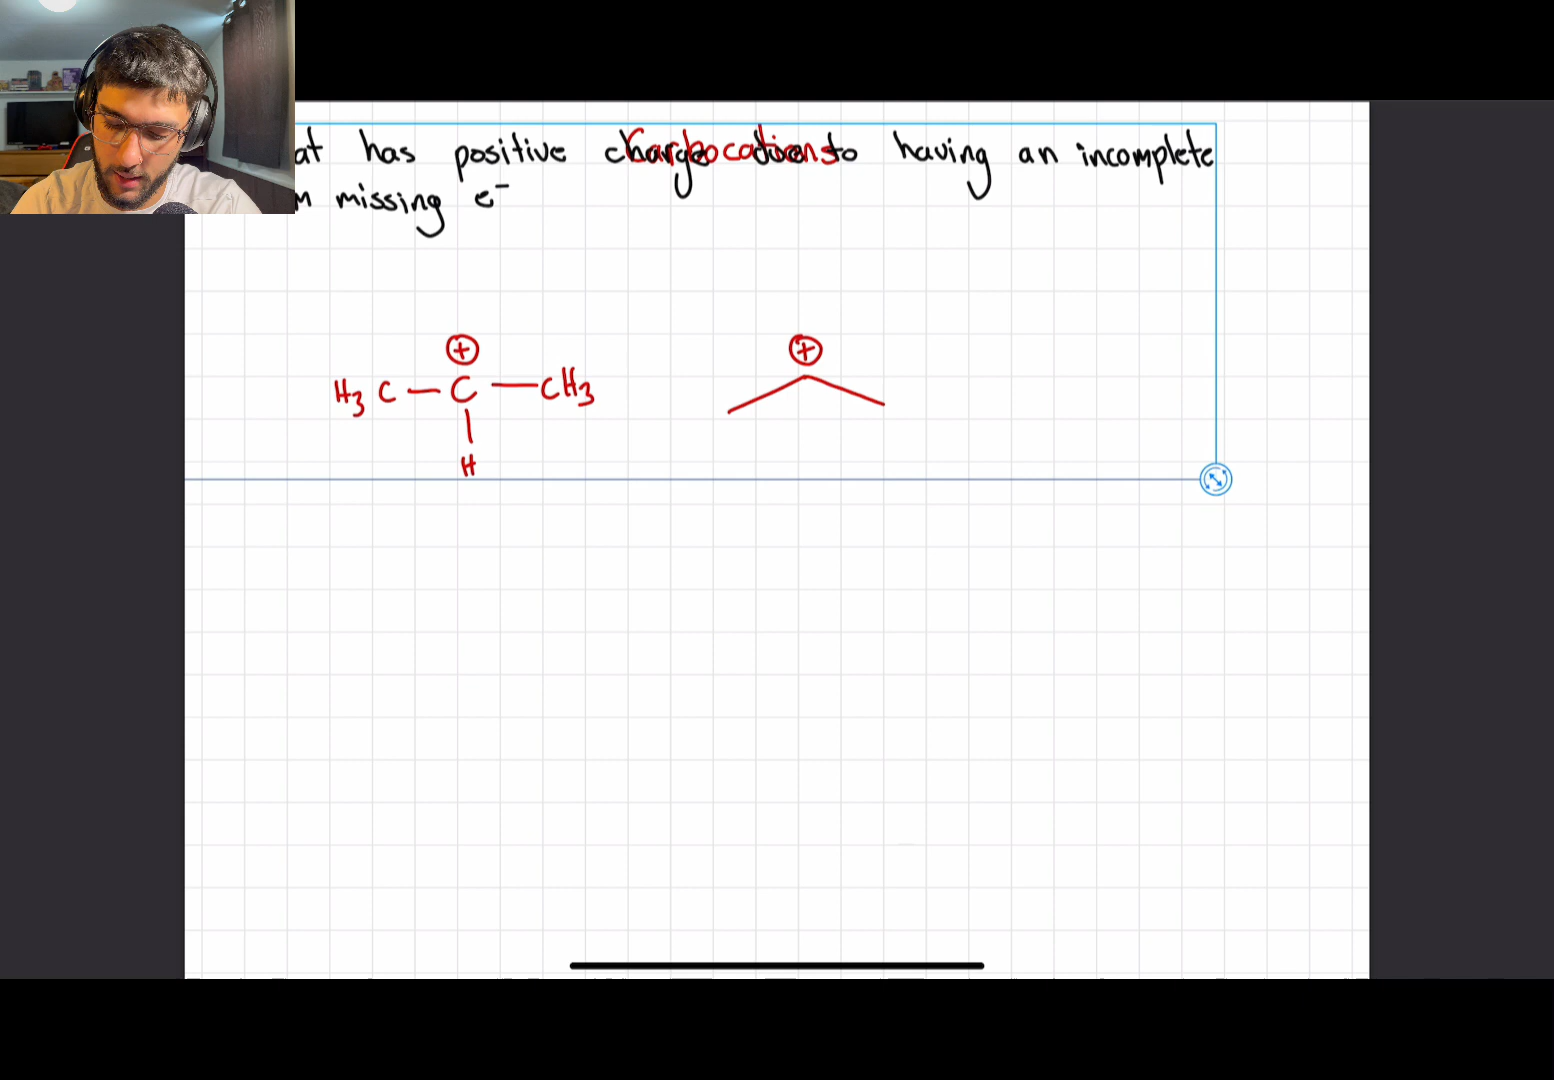 at has positive charge due to having an incomplete
Carbocations
m missing e⁻
⊕ ⊕
H₃C — C — CH₃
H